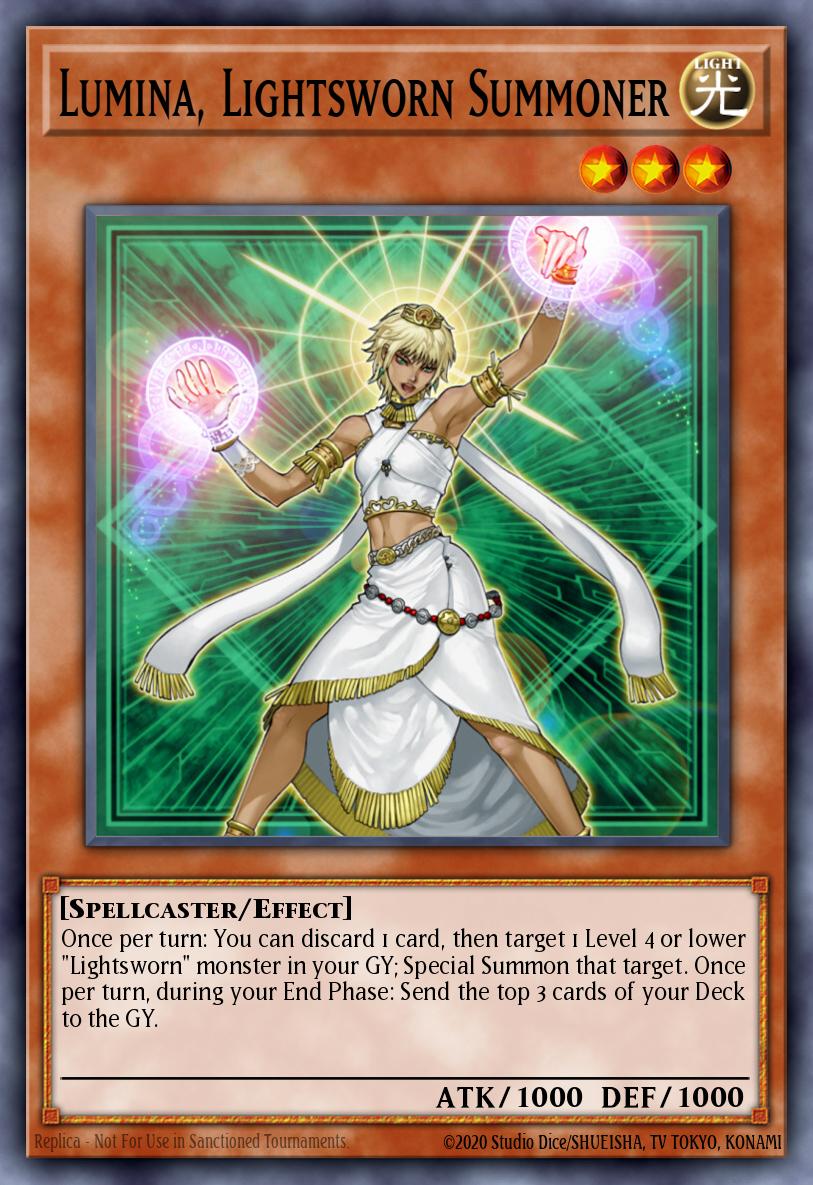 LUMINA, LIGHTSWORN SUMMONER
LIGHT
光
[SPELLCASTER/EFFECT]
Once per turn: You can discard 1 card, then target 1 Level 4 or lower
"Lightsworn" monster in your GY; Special Summon that target. Once
per turn, during your End Phase: Send the top 3 cards of your Deck
to the GY.
ATK/1000 DEF/1000
Replica - Not For Use in Sanctioned Tournaments.
©2020 Studio Dice/SHUEISHA, TV TOKYO, KONAMI